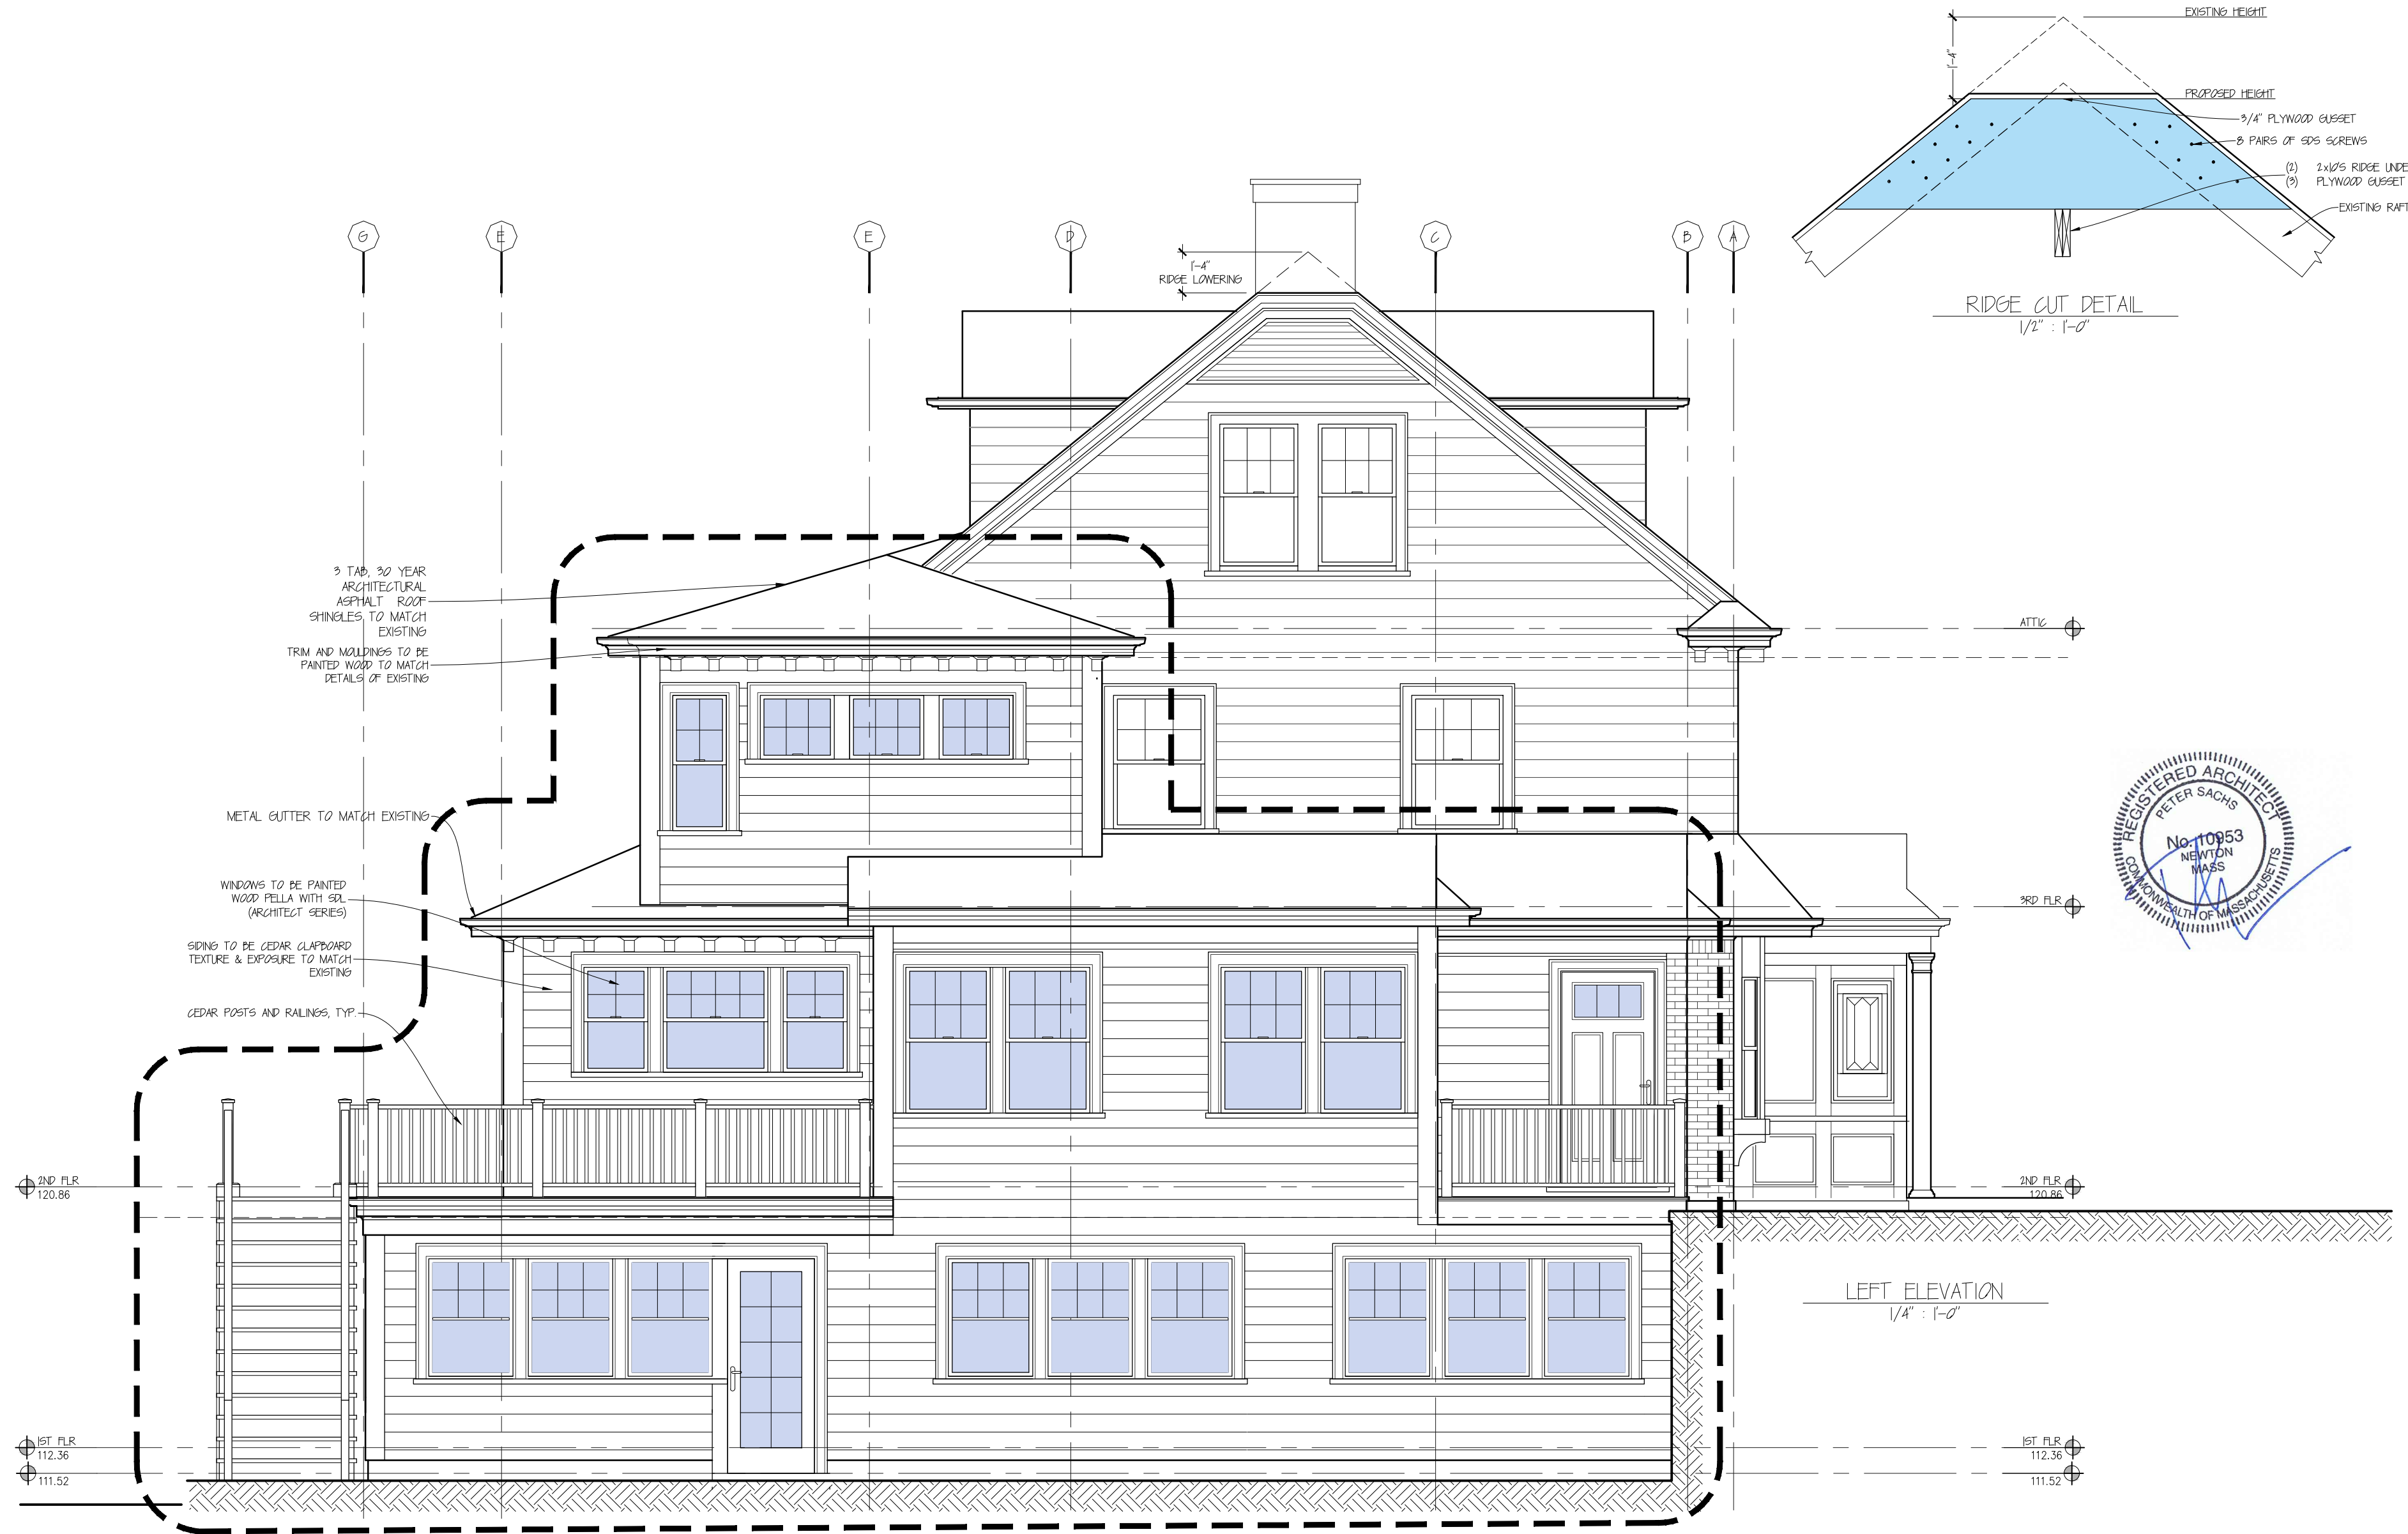 EXISTING HEIGHT
1'-4"
PROPOSED HEIGHT
3/4" PLYWOOD GUSSET
8 PAIRS OF SDS SCREWS
(2) 2x10'S RIDGE UNDE
(3) PLYWOOD GUSSET
EXISTING RAFT
RIDGE CUT DETAIL
1/2" : 1'-0"
G
E
E
D
C
B
A
1'-4"
RIDGE LOWERING
3 TAB, 30 YEAR
ARCHITECTURAL
ASPHALT ROOF
SHINGLES TO MATCH
EXISTING
TRIM AND MOULDINGS TO BE
PAINTED WOOD TO MATCH
DETAILS OF EXISTING
ATTIC
METAL GUTTER TO MATCH EXISTING
WINDOWS TO BE PAINTED
WOOD PELLA WITH SDL
(ARCHITECT SERIES)
SIDING TO BE CEDAR CLAPBOARD
TEXTURE & EXPOSURE TO MATCH
EXISTING
CEDAR POSTS AND RAILINGS, TYP.
REGISTERED ARCHITECT
PETER SACHS
No. 10953
NEWTON
MASS
COMMONWEALTH OF MASSACHUSETTS
3RD FLR
2ND FLR
120.86
2ND FLR
120.86
LEFT ELEVATION
1/4" : 1'-0"
1ST FLR
112.36
111.52
1ST FLR
112.36
111.52